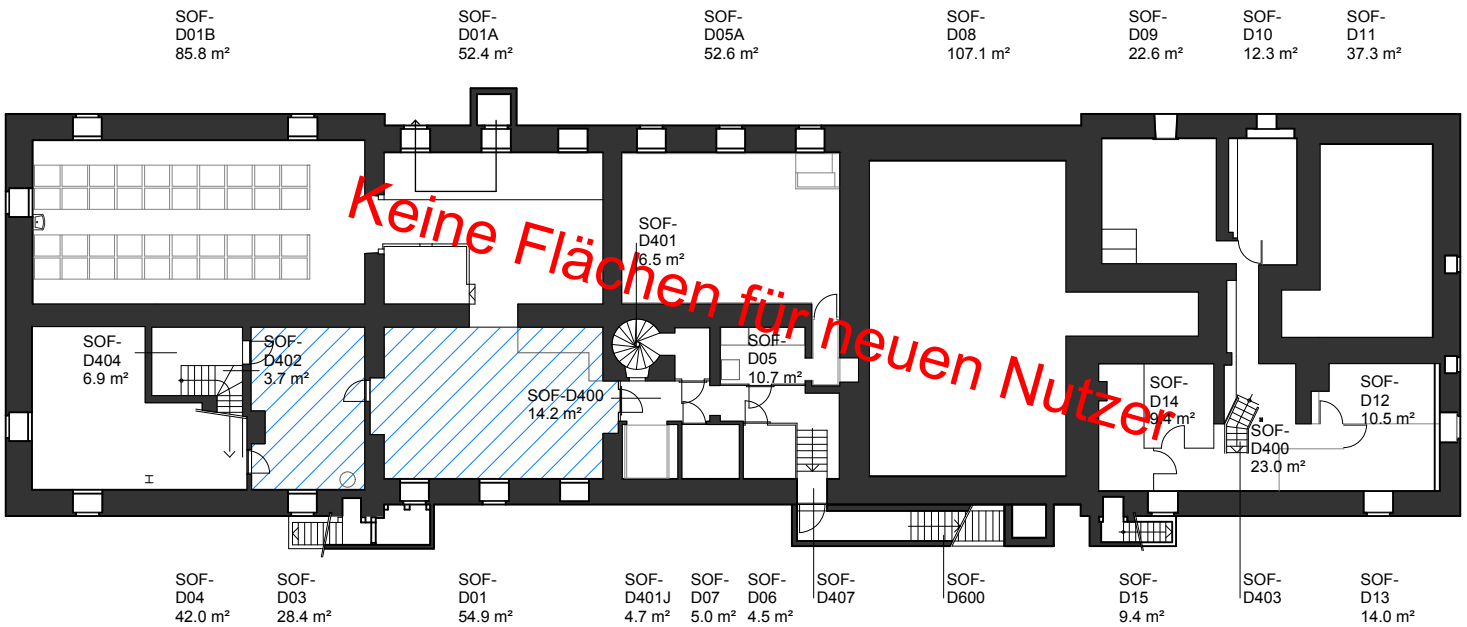 SOF-
D01B
85.8 m²
SOF-
D01A
52.4 m²
SOF-
D05A
52.6 m²
SOF-
D08
107.1 m²
SOF-
D09
22.6 m²
SOF-
D10
12.3 m²
SOF-
D11
37.3 m²
Keine Flächen für neuen Nutzer
SOF-
D401
6.5 m²
SOF-
D404
6.9 m²
SOF-
D402
3.7 m²
SOF-D400
14.2 m²
SOF-
D05
10.7 m²
SOF-
D14
9.4 m²
SOF-
D400
23.0 m²
SOF-
D12
10.5 m²
SOF-
D04
42.0 m²
SOF-
D03
28.4 m²
SOF-
D01
54.9 m²
SOF-
D401J
4.7 m²
SOF-
D07
5.0 m²
SOF-
D06
4.5 m²
SOF-
D407
SOF-
D600
SOF-
D15
9.4 m²
SOF-
D403
SOF-
D13
14.0 m²